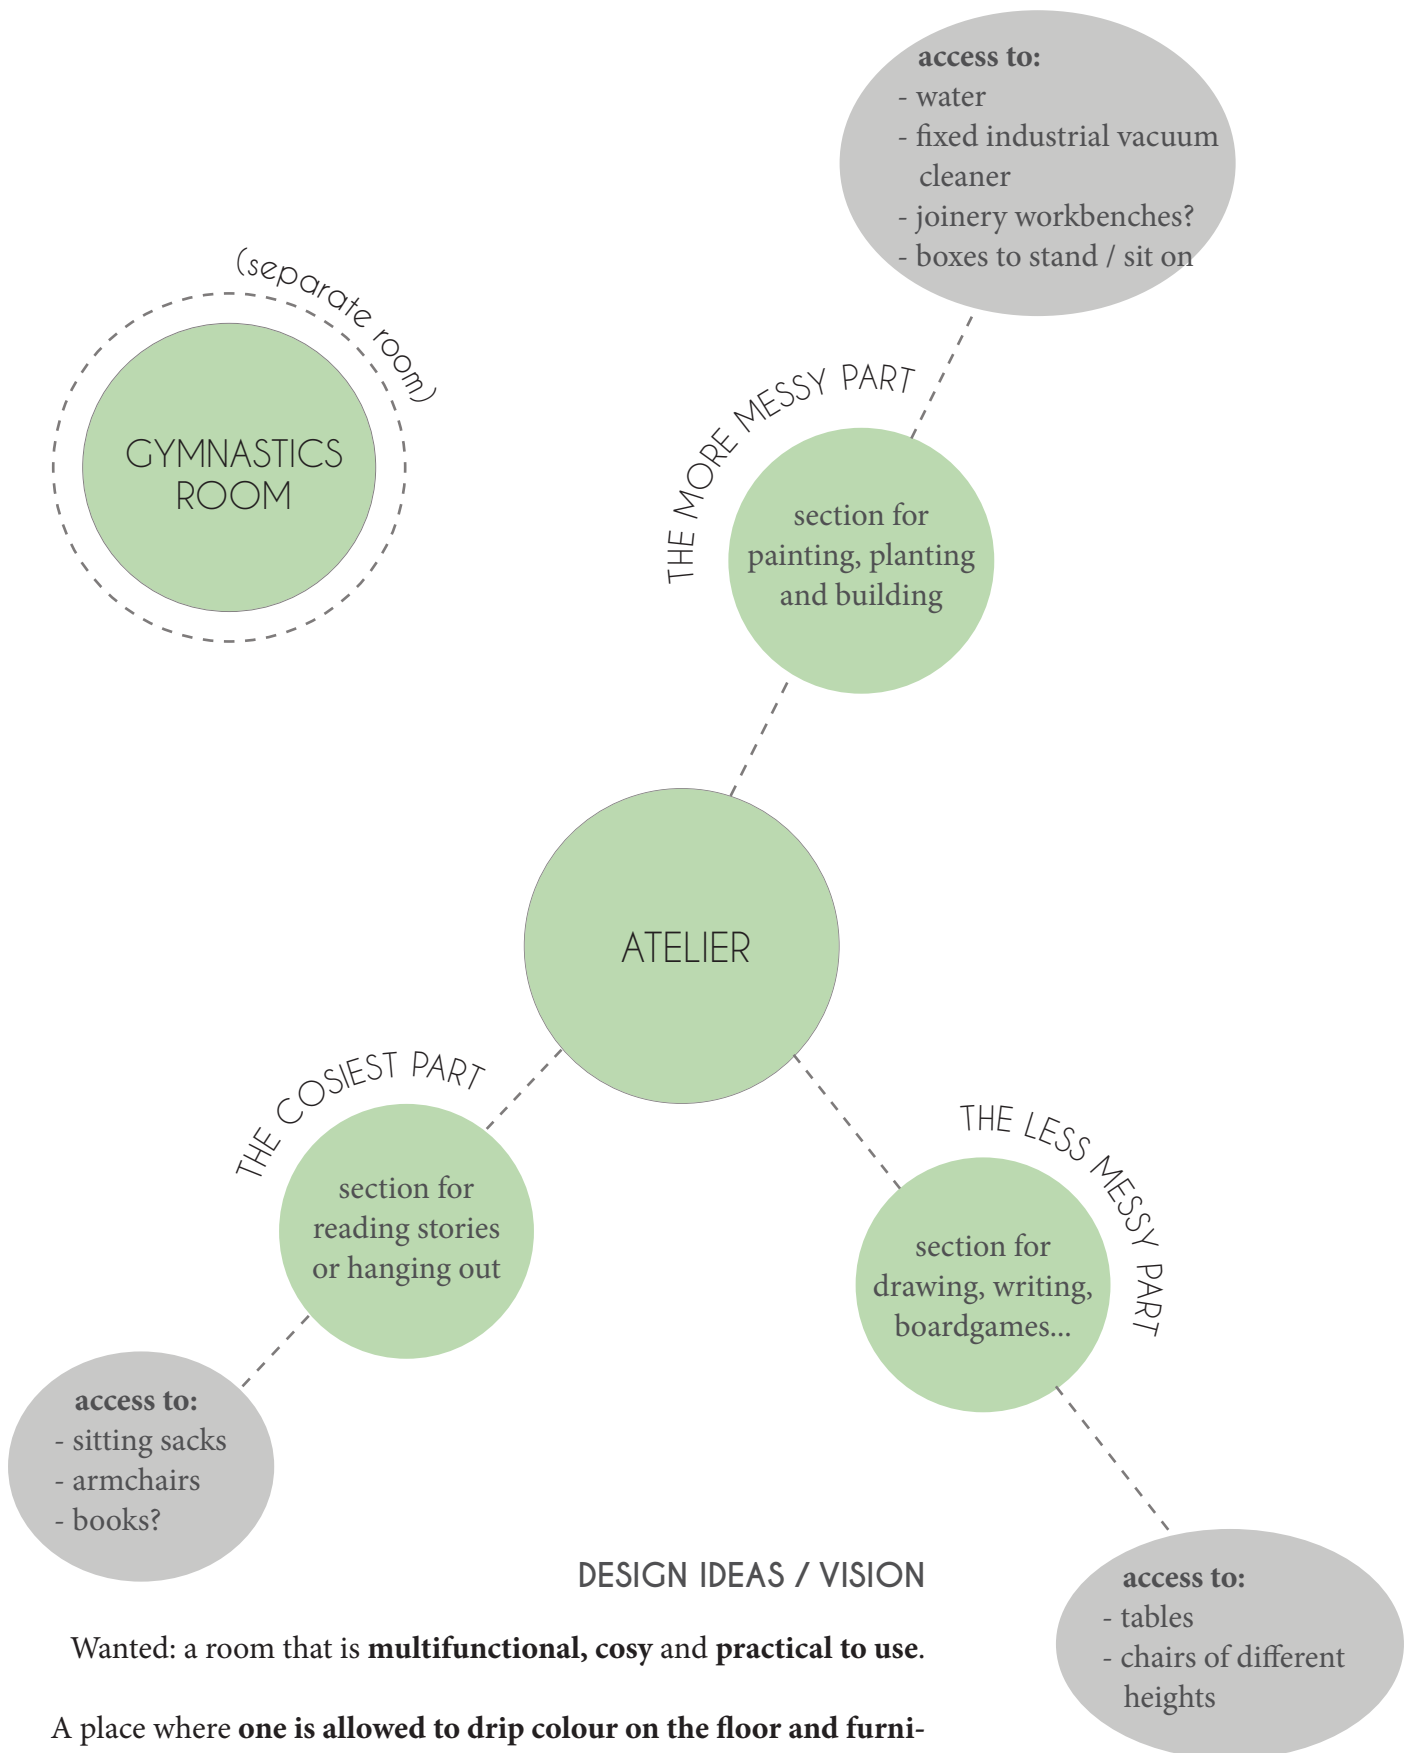 access to:
- water
- fixed industrial vacuum
cleaner
- joinery workbenches?
- boxes to stand / sit on
(separate room)
GYMNASTICS
ROOM
THE MORE MESSY PART
section for
painting, planting
and building
ATELIER
THE COSIEST PART
section for
reading stories
or hanging out
THE LESS MESSY PART
section for
drawing, writing,
boardgames...
access to:
- sitting sacks
- armchairs
- books?
access to:
- tables
- chairs of different
heights
DESIGN IDEAS / VISION
Wanted: a room that is multifunctional, cosy and practical to use.
A place where one is allowed to drip colour on the floor and furni-